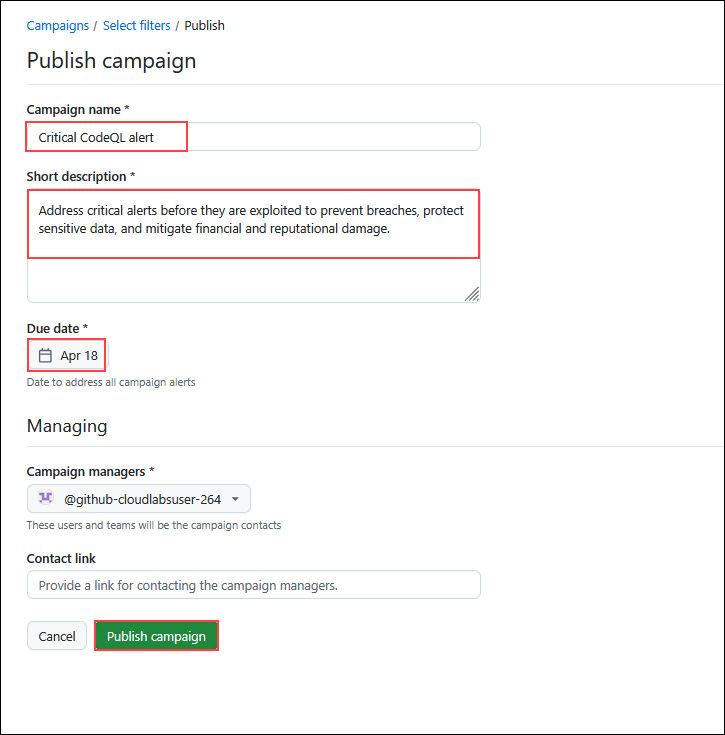 Campaigns / Select filters / Publish
Publish campaign
Campaign name *
Critical CodeQL alert
Short description *
Address critical alerts before they are exploited to prevent breaches, protect
sensitive data, and mitigate financial and reputational damage.
Due date *
Apr 18
Date to address all campaign alerts
Managing
Campaign managers *
@github-cloudlabsuser-264
These users and teams will be the campaign contacts
Contact link
Provide a link for contacting the campaign managers.
Cancel Publish campaign